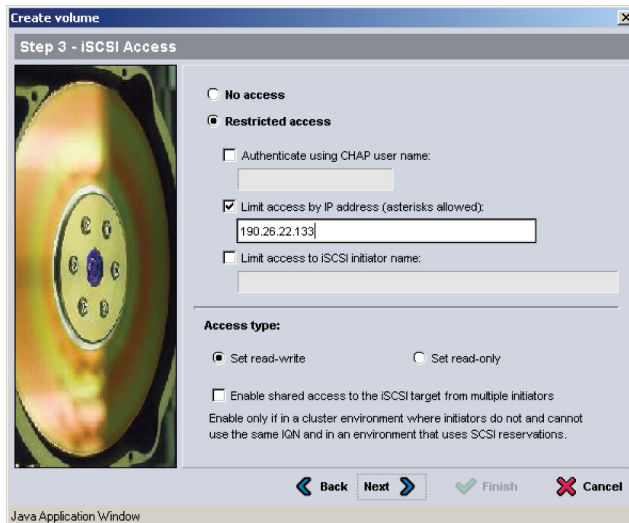 Create volume
Step 3 - iSCSI Access
No access
Restricted access
Authenticate using CHAP user name:
Limit access by IP address (asterisks allowed):
190.26.22.133
Limit access to iSCSI initiator name:
Access type:
Set read-write
Set read-only
Enable shared access to the iSCSI target from multiple initiators
Enable only if in a cluster environment where initiators do not and cannot
use the same IQN and in an environment that uses SCSI reservations.
Back
Next
Finish
Cancel
Java Application Window